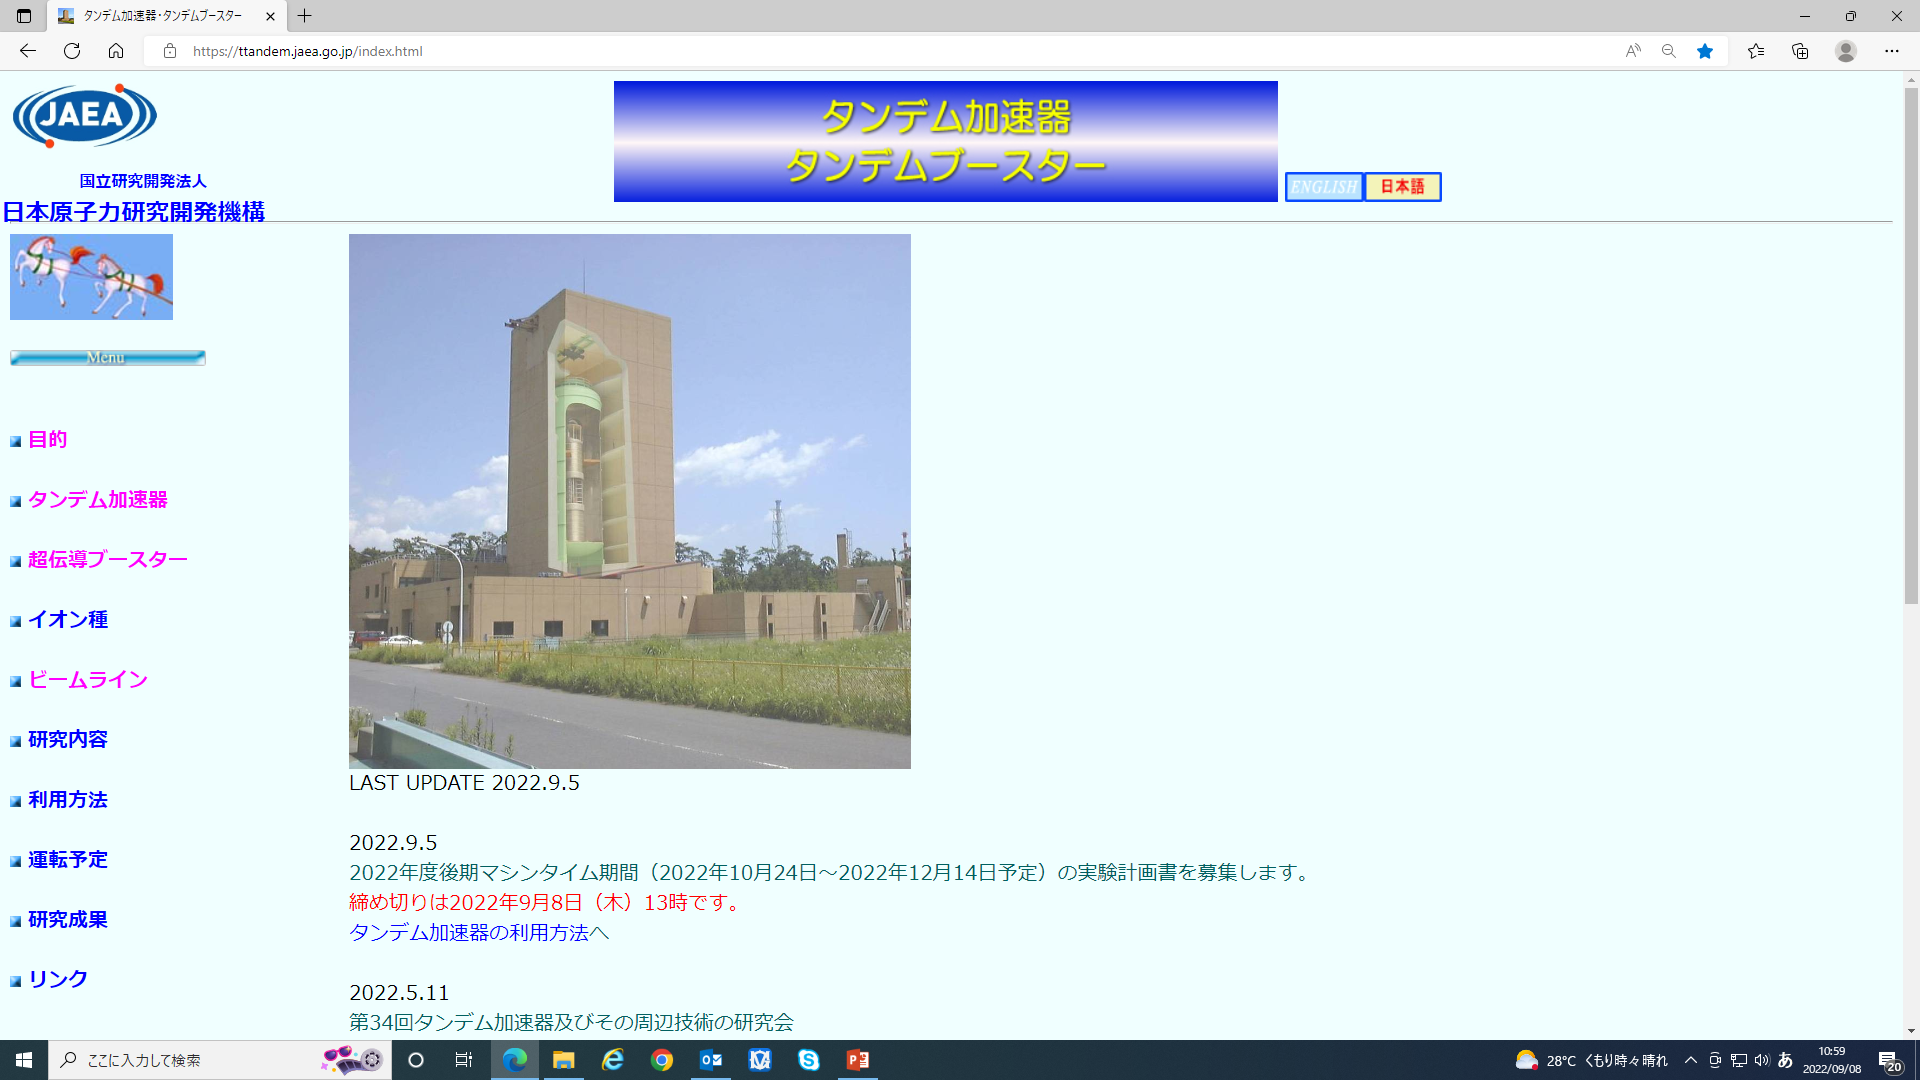 タンデム加速器・タンデムブースター
https://ttandem.jaea.go.jp/index.html
JAEA
国立研究開発法人
日本原子力研究開発機構
タンデム加速器
タンデムブースター
ENGLISH
日本語
Menu
目的
タンデム加速器
超伝導ブースター
イオン種
ビームライン
研究内容
利用方法
運転予定
研究成果
リンク
LAST UPDATE 2022.9.5
2022.9.5
2022年度後期マシンタイム期間（2022年10月24日～2022年12月14日予定）の実験計画書を募集します。
締め切りは2022年9月8日（木）13時です。
タンデム加速器の利用方法へ
2022.5.11
第34回タンデム加速器及びその周辺技術の研究会
ここに入力して検索
28°C くもり時々晴れ
あ
10:59
2022/09/08
20